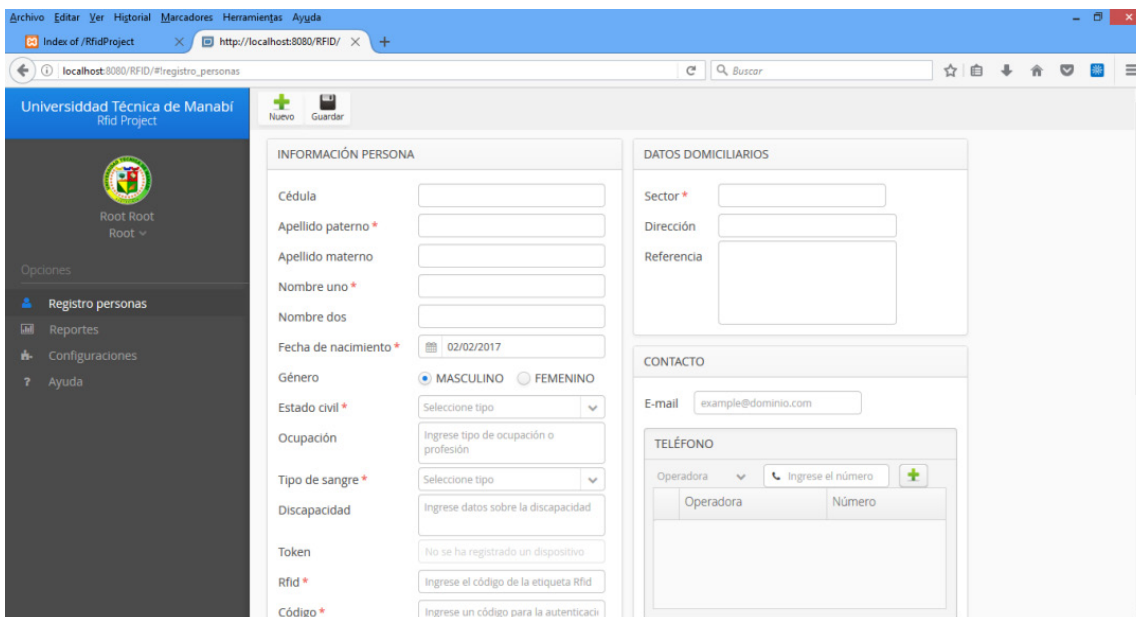 Archivo Editar Ver Historial Marcadores Herramientas Ayuda
Index of /RfidProject
http://localhost:8080/RFID/
localhost:8080/RFID/#!registro_personas
Buscar
Universiddad Técnica de Manabí
Rfid Project
Nuevo Guardar
Root Root
Root
Opciones
Registro personas
Reportes
Configuraciones
? Ayuda
INFORMACIÓN PERSONA
Cédula
Apellido paterno *
Apellido materno
Nombre uno *
Nombre dos
Fecha de nacimiento * 02/02/2017
Género MASCULINO FEMENINO
Estado civil * Seleccione tipo
Ocupación Ingrese tipo de ocupación o
profesión
Tipo de sangre * Seleccione tipo
Discapacidad Ingrese datos sobre la discapacidad
Token No se ha registrado un dispositivo
Rfid * Ingrese el código de la etiqueta Rfid
Código * Ingrese un código para la autenticació
DATOS DOMICILIARIOS
Sector *
Dirección
Referencia
CONTACTO
E-mail example@dominio.com
TELÉFONO
Operadora Ingrese el número
Operadora Número